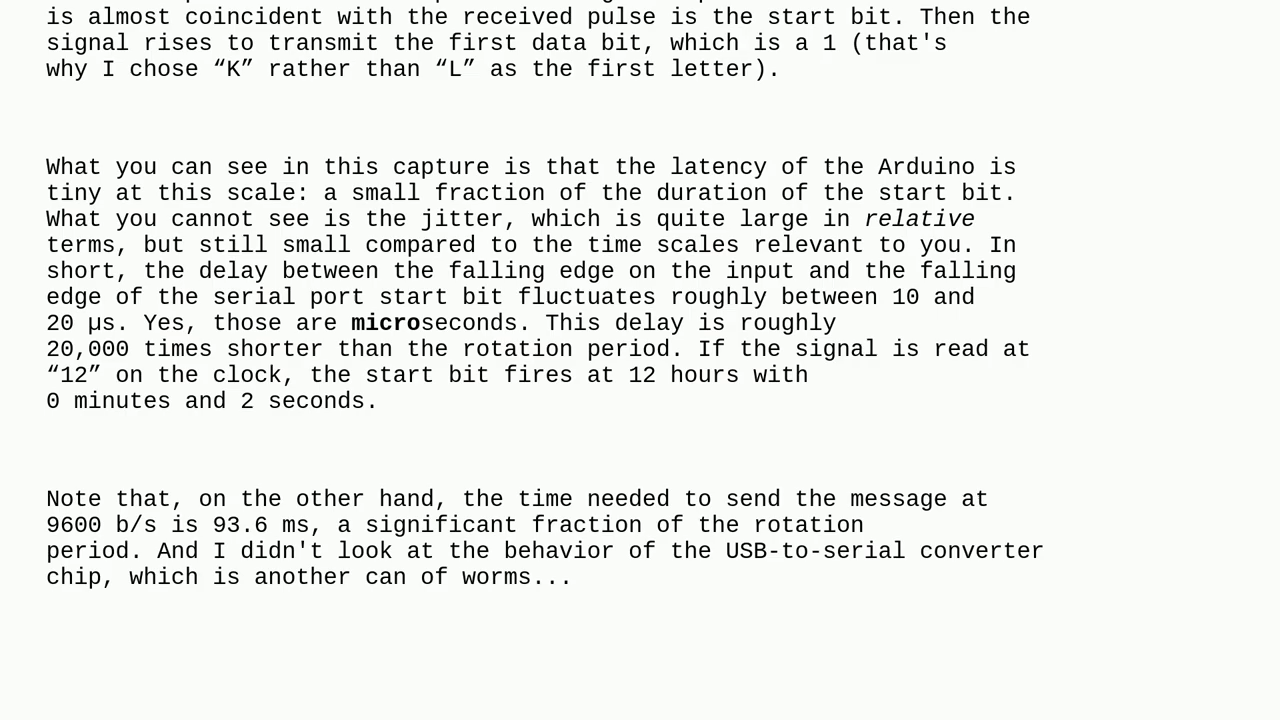 is almost coincident with the received pulse is the start bit. Then the
signal rises to transmit the first data bit, which is a 1 (that's
why I chose “K” rather than “L” as the first letter).
What you can see in this capture is that the latency of the Arduino is
tiny at this scale: a small fraction of the duration of the start bit.
What you cannot see is the jitter, which is quite large in relative
terms, but still small compared to the time scales relevant to you. In
short, the delay between the falling edge on the input and the falling
edge of the serial port start bit fluctuates roughly between 10 and
20 µs. Yes, those are microseconds. This delay is roughly
20,000 times shorter than the rotation period. If the signal is read at
“12” on the clock, the start bit fires at 12 hours with
0 minutes and 2 seconds.
Note that, on the other hand, the time needed to send the message at
9600 b/s is 93.6 ms, a significant fraction of the rotation
period. And I didn't look at the behavior of the USB-to-serial converter
chip, which is another can of worms...